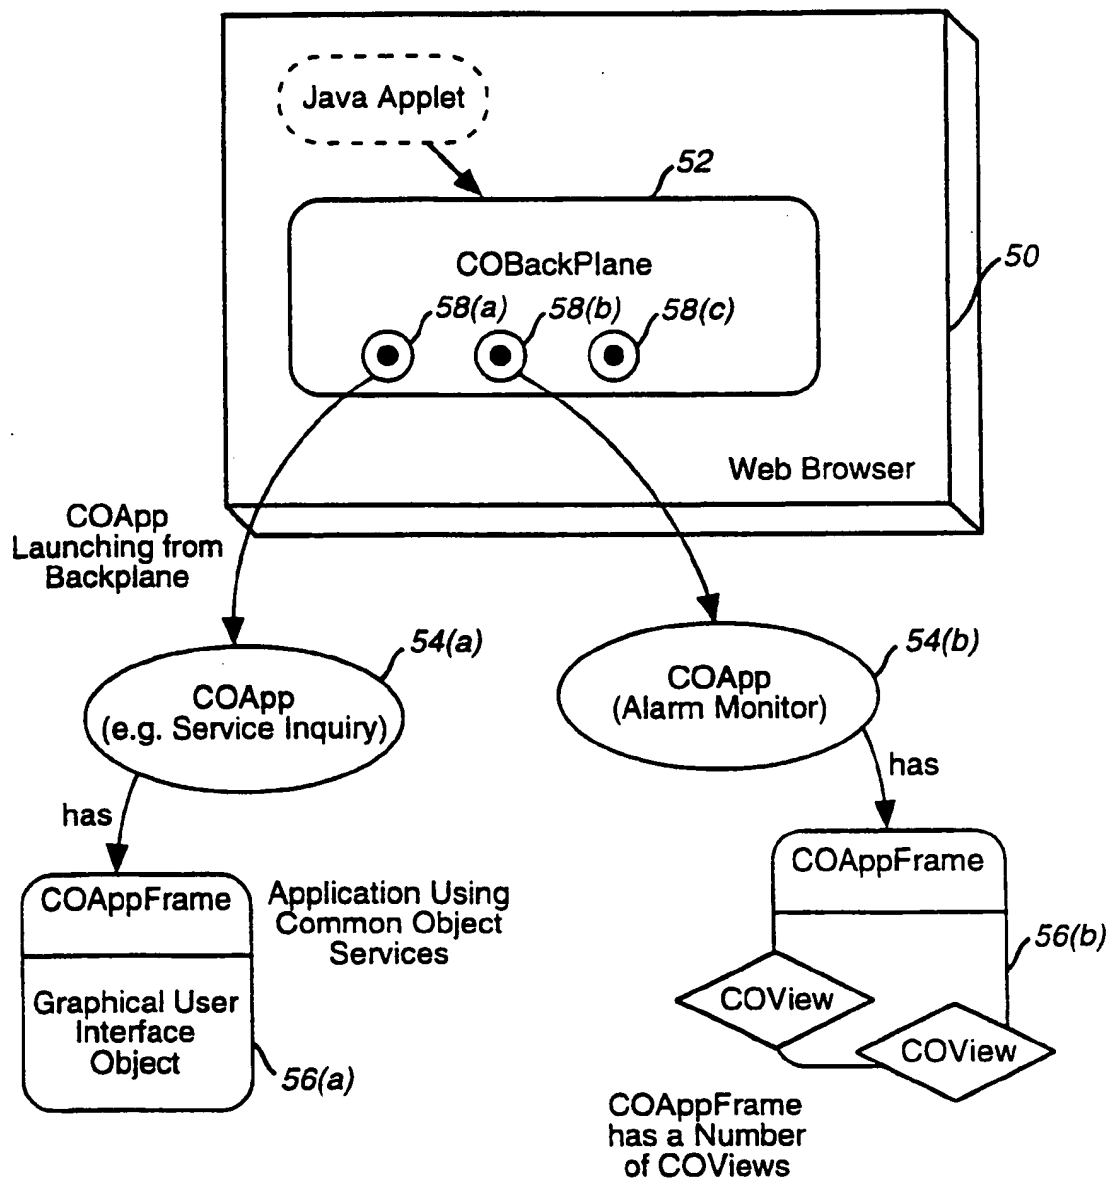 Java Applet
52
COBackPlane
50
58(a)
58(b)
58(c)
Web Browser
COApp
Launching from
Backplane
54(a)
COApp
(e.g. Service Inquiry)
54(b)
COApp
(Alarm Monitor)
has
has
COAppFrame
Application Using
Common Object
Services
Graphical User
Interface
Object
56(a)
COAppFrame
56(b)
COView
COView
COAppFrame
has a Number
of COViews